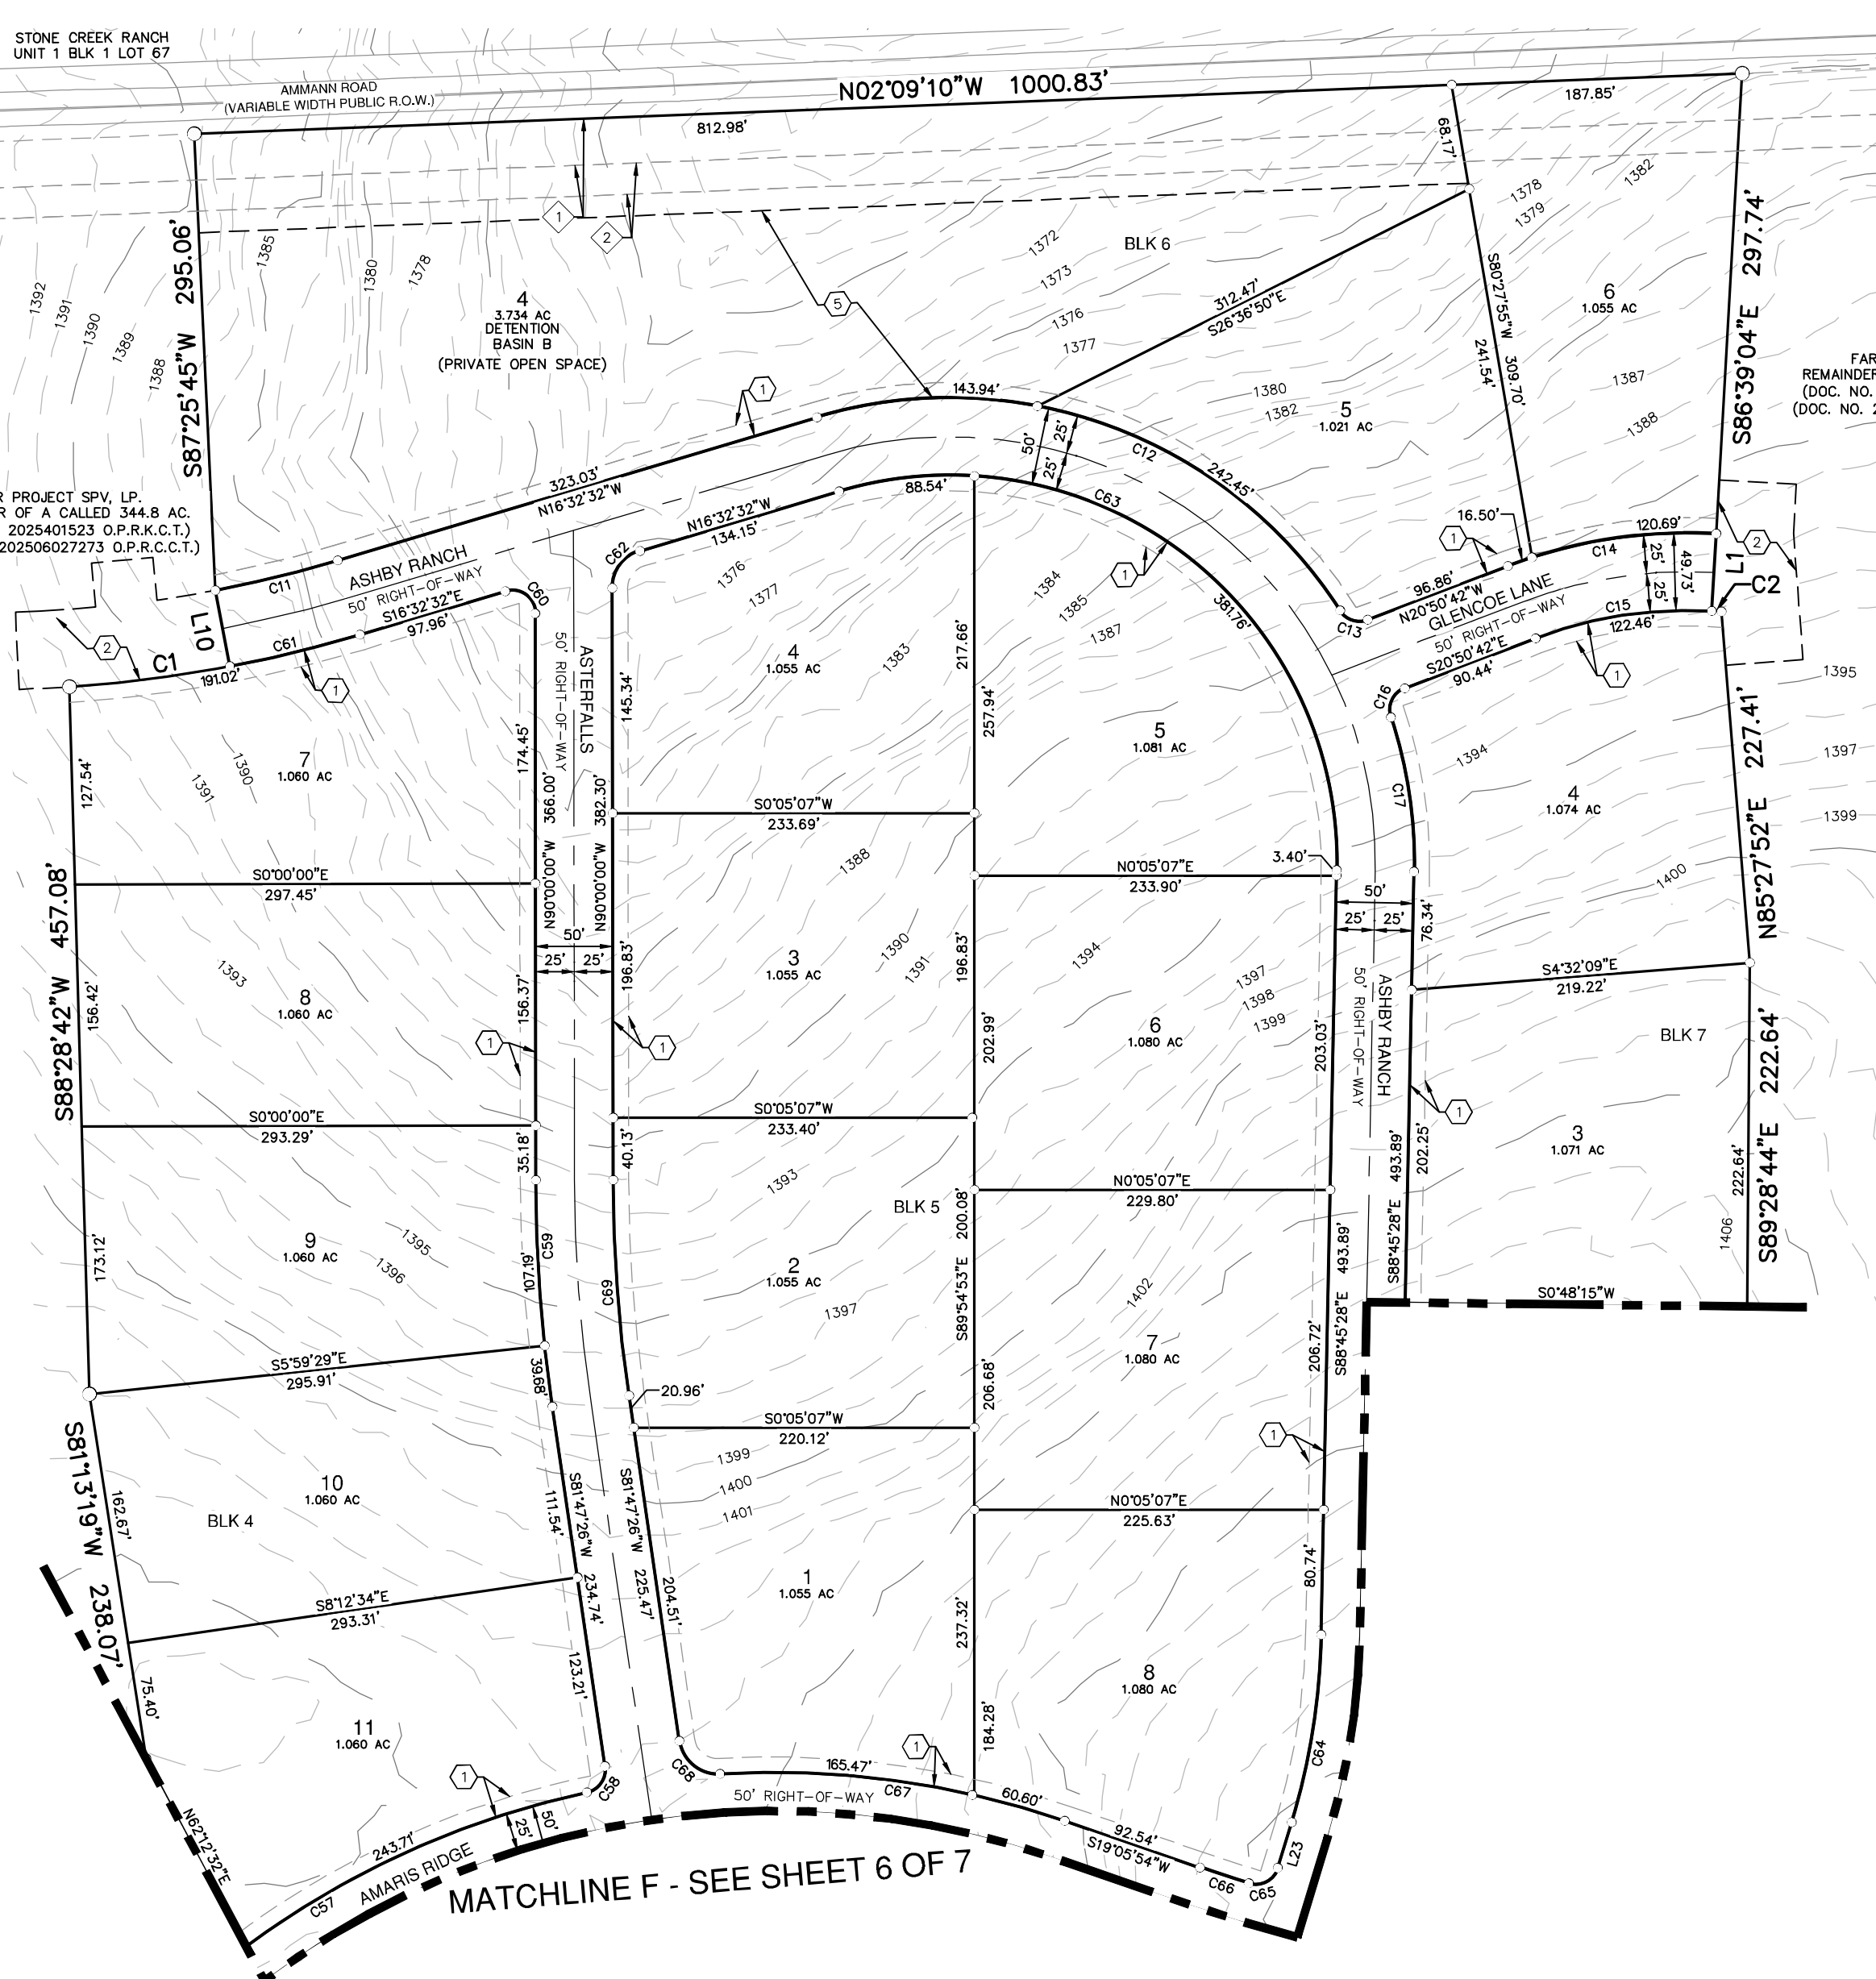 STONE CREEK RANCH
UNIT 1 BLK 1 LOT 67
AMMANN ROAD
(VARIABLE WIDTH PUBLIC R.O.W.)
N02°09'10"W 1000.83'
812.98'
187.85'
68.17'
1
2
5
BLK 6
1372
1373
1376
1377
1378
1379
1382
S87°25'45"W 295.06'
1392
1391
1390
1389
1388
1385
1380
1378
4
3.734 AC
DETENTION
BASIN B
(PRIVATE OPEN SPACE)
312.47'
S26°36'50"E
S80°27'55"W 309.70'
241.54'
6
1.055 AC
S86°39'04"E 297.74'
1380
1382
1387
1388
5
1.021 AC
FAR
REMAINDER
(DOC. NO.
(DOC. NO. 2
R PROJECT SPV, LP.
R OF A CALLED 344.8 AC.
2025401523 O.P.R.K.C.T.)
202506027273 O.P.R.C.C.T.)
1
143.94'
323.03'
N16°32'32"W
50'
25'
25'
C12
242.45'
88.54'
C63
N16°32'32"W
134.15'
C62
16.50'
1
120.69'
C14
25'
25'
49.73'
L1
2
C2
96.86'
N20°50'42"W
GLENCOE LANE
50' RIGHT-OF-WAY
C13
C15
122.46'
S20°50'42"E
90.44'
1
C16
C11
ASHBY RANCH
50' RIGHT-OF-WAY
S16°32'32"E
97.96'
C60
L10
C61
C1
191.02'
2
1
1376
1377
1384
1385
1387
1
381.76'
4
1.055 AC
1383
217.66'
257.94'
145.34'
ASTERFALLS
50' RIGHT-OF-WAY
174.45'
N90°00'00"W 366.00'
N90°00'00"W 382.30'
5
1.081 AC
C17
1394
4
1.074 AC
N85°27'52"E 227.41'
1395
1397
1399
1400
7
1.060 AC
1390
1391
127.54'
S0°00'00"E
297.45'
S0°05'07"W
233.69'
3.40'
N0°05'07"E
233.90'
50'
25'
25'
76.34'
S88°28'42"W 457.08'
156.42'
1393
8
1.060 AC
1
156.37'
50'
25'
25'
196.83'
1
1388
1390
1391
3
1.055 AC
196.83'
202.99'
1394
1397
1398
1399
6
1.080 AC
203.03'
ASHBY RANCH
50' RIGHT-OF-WAY
S4°32'09"E
219.22'
BLK 7
1
3
1.071 AC
S89°28'44"E 222.64'
222.64'
1406
S0°00'00"E
293.29'
35.18'
S0°05'07"W
233.40'
40.13'
1393
BLK 5
200.08'
S89°54'53"E
N0°05'07"E
229.80'
S88°45'28"E 493.89'
202.25'
S88°45'28"E 493.89'
S0°48'15"W
173.12'
9
1.060 AC
1395
1396
C59
107.19'
C69
2
1.055 AC
1397
1402
7
1.080 AC
206.72'
S5°59'29"E
295.91'
39.68'
20.96'
S0°05'07"W
220.12'
206.68'
1
S81°13'19"W 238.07'
162.67'
10
1.060 AC
BLK 4
S81°47'26"W 234.74'
111.54'
S81°47'26"W 225.47'
204.51'
1399
1400
1401
1
1.055 AC
N0°05'07"E
225.63'
80.74'
S8°12'34"E
293.31'
123.21'
75.40'
237.32'
184.28'
8
1.080 AC
11
1.060 AC
1
C58
C68
165.47'
C67
1
60.60'
C64
50' RIGHT-OF-WAY
N62°12'32"E
243.71'
25'
50'
AMARIS RIDGE
C57
92.54'
S19°05'54"W
C66
C65
L23
MATCHLINE F - SEE SHEET 6 OF 7